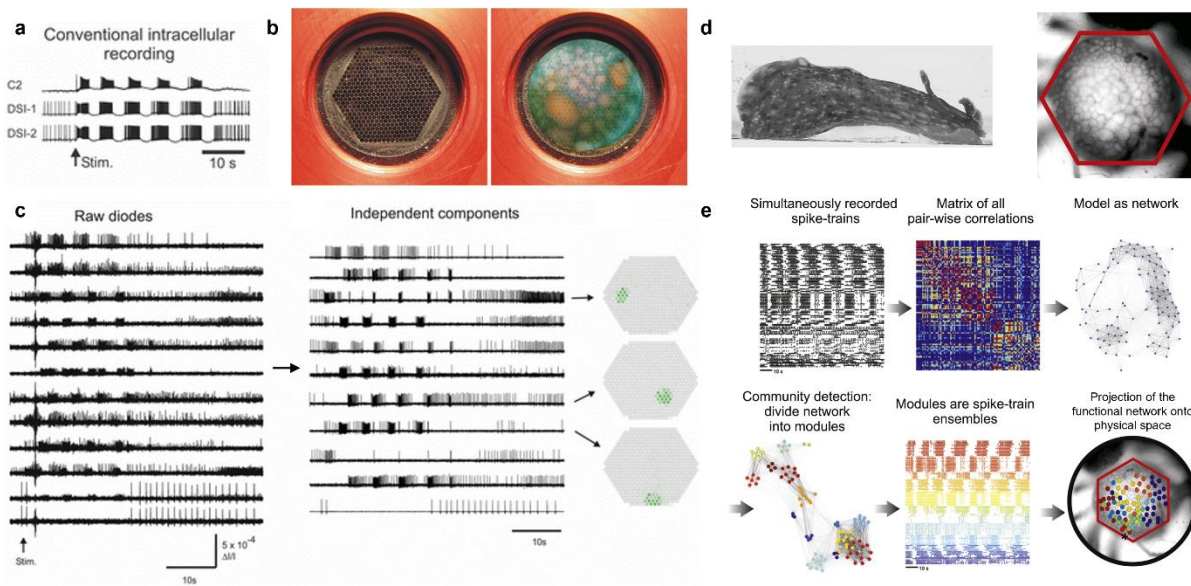 a
Conventional intracellular
recording
C2
DSI-1
DSI-2
Stim.
10 s
b
c
Raw diodes
Stim.
10s
5 x 10⁻⁴
ΔI/I
Independent components
10s
d
e
Simultaneously recorded
spike-trains
10 s
Matrix of all
pair-wise correlations
Model as network
Community detection:
divide network
into modules
Modules are spike-train
ensembles
10 s
Projection of the
functional network onto
physical space
*